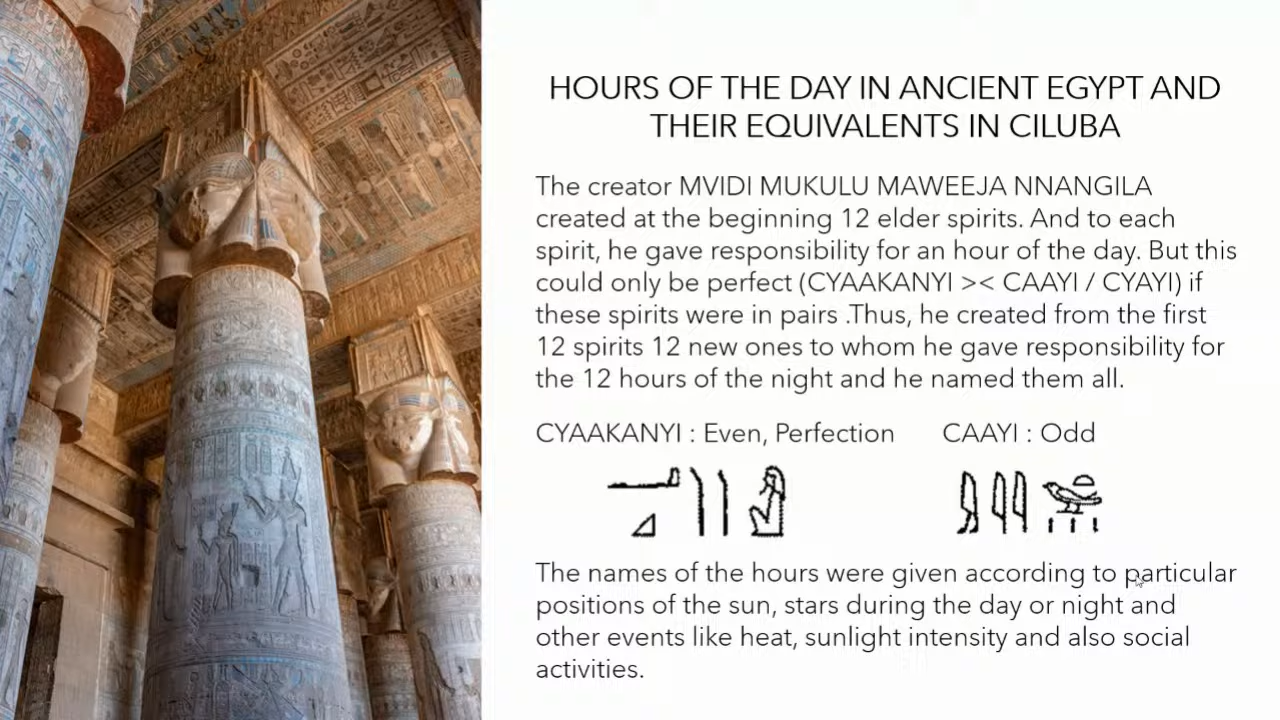 HOURS OF THE DAY IN ANCIENT EGYPT AND
THEIR EQUIVALENTS IN CILUBA
The creator MVIDI MUKULU MAWEEJA NNANGILA
created at the beginning 12 elder spirits. And to each
spirit, he gave responsibility for an hour of the day. But this
could only be perfect (CYAAKANYI >< CAAYI / CYAYI) if
these spirits were in pairs .Thus, he created from the first
12 spirits 12 new ones to whom he gave responsibility for
the 12 hours of the night and he named them all.
CYAAKANYI : Even, Perfection CAAYI : Odd
The names of the hours were given according to particular
positions of the sun, stars during the day or night and
other events like heat, sunlight intensity and also social
activities.